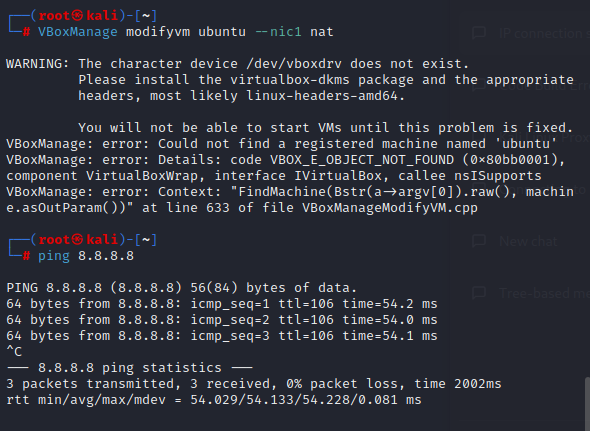 ┌──(root㉿kali)-[~]
└─# VBoxManage modifyvm ubuntu --nic1 nat
WARNING: The character device /dev/vboxdrv does not exist.
Please install the virtualbox-dkms package and the appropriate
headers, most likely linux-headers-amd64.
You will not be able to start VMs until this problem is fixed.
VBoxManage: error: Could not find a registered machine named 'ubuntu'
VBoxManage: error: Details: code VBOX_E_OBJECT_NOT_FOUND (0×80bb0001),
component VirtualBoxWrap, interface IVirtualBox, callee nsISupports
VBoxManage: error: Context: "FindMachine(Bstr(a->argv[0]).raw(), machin
e.asOutParam())" at line 633 of file VBoxManageModifyVM.cpp
┌──(root㉿kali)-[~]
└─# ping 8.8.8.8
PING 8.8.8.8 (8.8.8.8) 56(84) bytes of data.
64 bytes from 8.8.8.8: icmp_seq=1 ttl=106 time=54.2 ms
64 bytes from 8.8.8.8: icmp_seq=2 ttl=106 time=54.0 ms
64 bytes from 8.8.8.8: icmp_seq=3 ttl=106 time=54.1 ms
^C
--- 8.8.8.8 ping statistics ---
3 packets transmitted, 3 received, 0% packet loss, time 2002ms
rtt min/avg/max/mdev = 54.029/54.133/54.228/0.081 ms
IP connection
New chat
Tree-based me